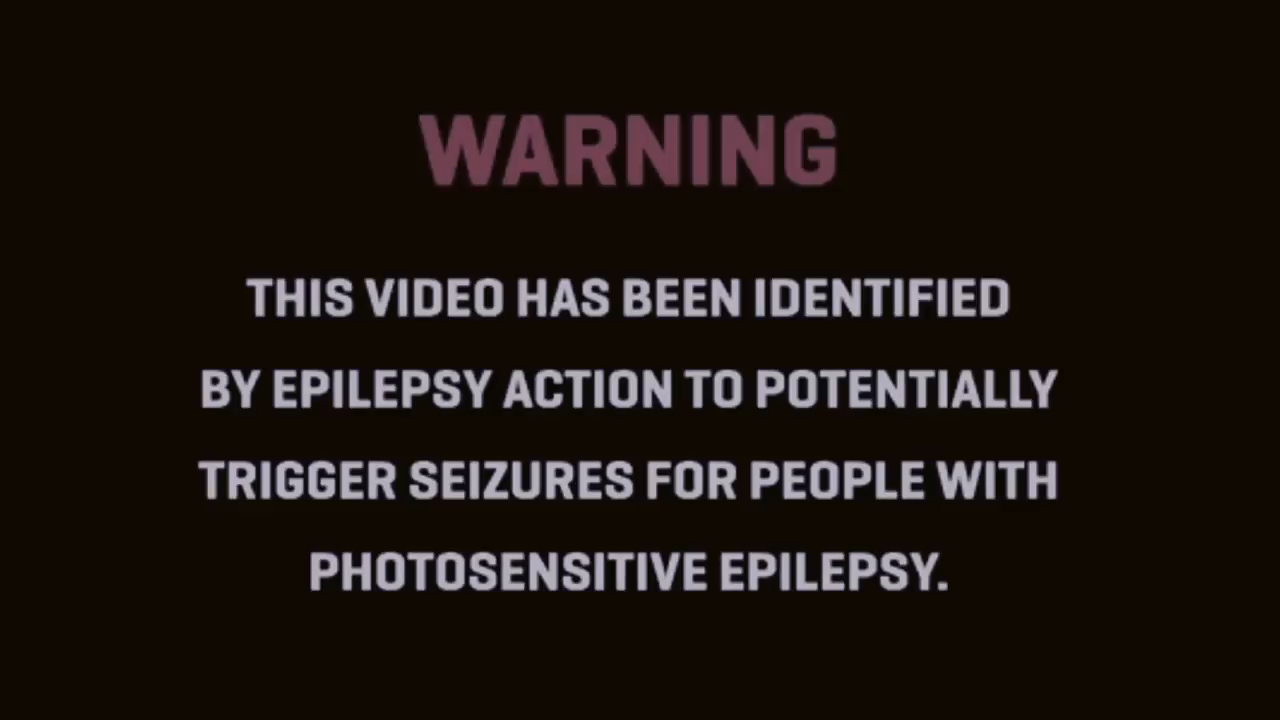 WARNING
THIS VIDEO HAS BEEN IDENTIFIED
BY EPILEPSY ACTION TO POTENTIALLY
TRIGGER SEIZURES FOR PEOPLE WITH
PHOTOSENSITIVE EPILEPSY.